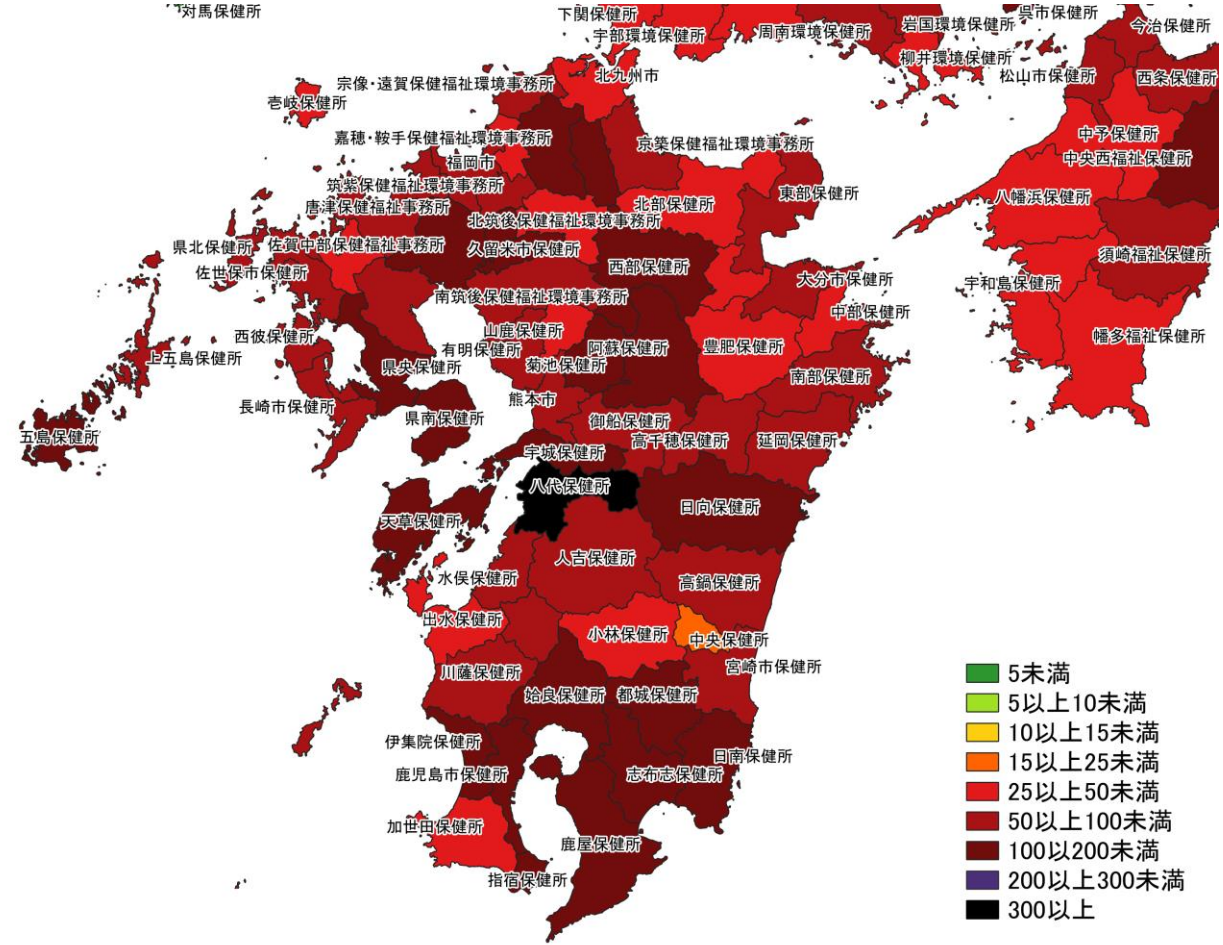 対馬保健所
下関保健所
宇部環境保健所
周南環境保健所
岩国環境保健所
呉市保健所
今治保健所
柳井環境保健所
松山市保健所
西条保健所
北九州市
宗像・遠賀保健福祉環境事務所
壱岐保健所
嘉穂・鞍手保健福祉環境事務所
京築保健福祉環境事務所
中予保健所
中央西福祉保健所
福岡市
筑紫保健福祉環境事務所
東部保健所
八幡浜保健所
唐津保健福祉事務所
北部保健所
北筑後保健福祉環境事務所
県北保健所
佐賀中部保健福祉事務所
久留米市保健所
西部保健所
須崎福祉保健所
佐世保市保健所
大分市保健所
宇和島保健所
南筑後保健福祉環境事務所
中部保健所
西彼保健所
山鹿保健所
有明保健所
阿蘇保健所
豊肥保健所
幡多福祉保健所
上五島保健所
県央保健所
菊池保健所
南部保健所
長崎市保健所
熊本市
県南保健所
御船保健所
高千穂保健所
延岡保健所
五島保健所
宇城保健所
八代保健所
日向保健所
天草保健所
人吉保健所
水俣保健所
高鍋保健所
出水保健所
小林保健所
中央保健所
宮崎市保健所
川薩保健所
姶良保健所
都城保健所
伊集院保健所
日南保健所
鹿児島市保健所
志布志保健所
加世田保健所
鹿屋保健所
指宿保健所
5未満
5以上10未満
10以上15未満
15以上25未満
25以上50未満
50以上100未満
100以200未満
200以上300未満
300以上